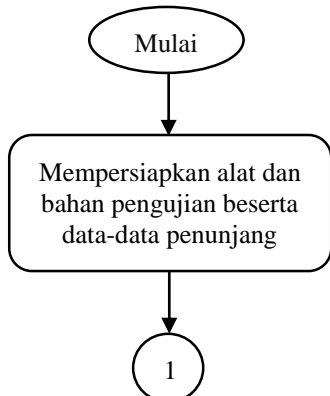 Mulai
Mempersiapkan alat dan
bahan pengujian beserta
data-data penunjang
1